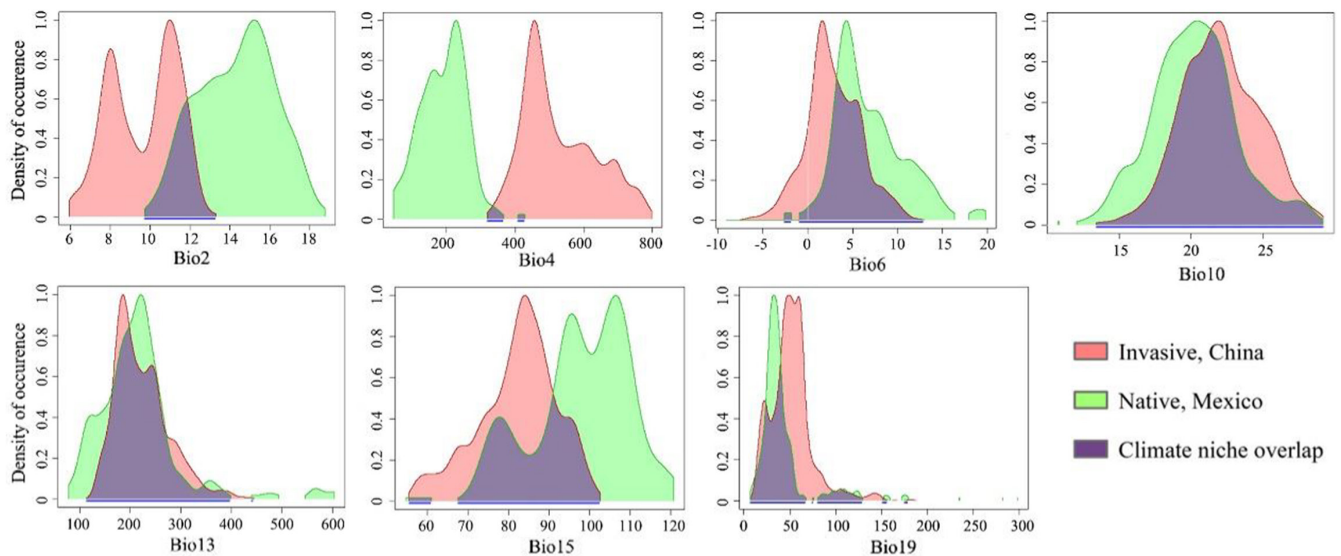 Density of occurence
1.0
0.8
0.6
0.4
0.2
0
6 8 10 12 14 16 18
Bio2
1.0
0.8
0.6
0.4
0.2
0
200 400 600 800
Bio4
1.0
0.8
0.6
0.4
0.2
0
-10 -5 0 5 10 15 20
Bio6
1.0
0.8
0.6
0.4
0.2
0
15 20 25
Bio10
Density of occurence
1.0
0.8
0.6
0.4
0.2
0
100 200 300 400 500 600
Bio13
1.0
0.8
0.6
0.4
0.2
0
60 70 80 90 100 110 120
Bio15
1.0
0.8
0.6
0.4
0.2
0
0 50 100 150 200 250 300
Bio19
Invasive, China
Native, Mexico
Climate niche overlap